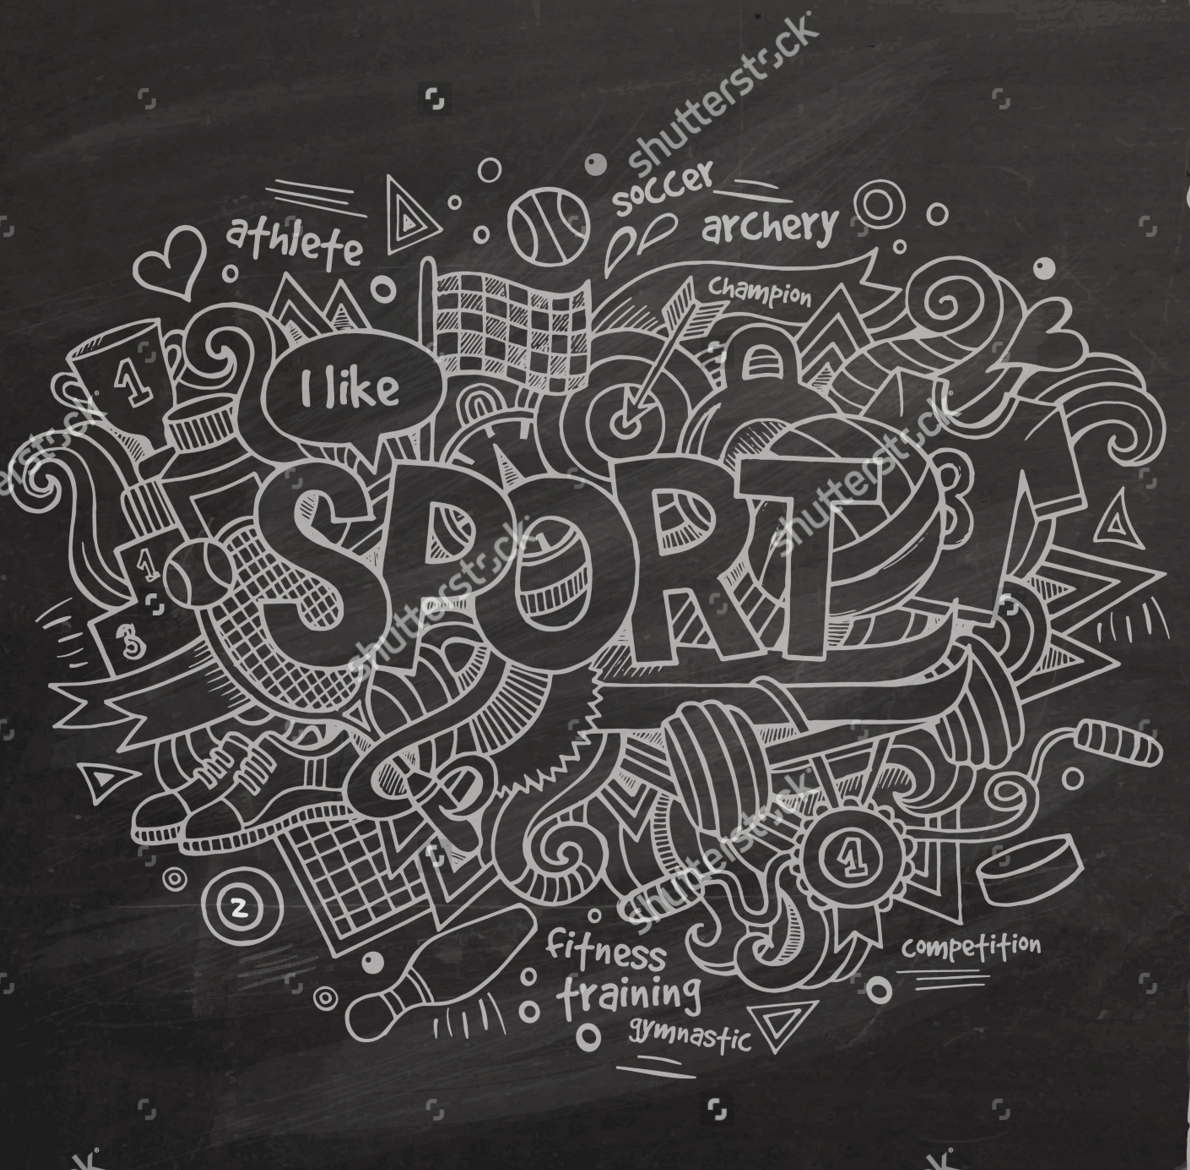 shutterstock
soccer
athlete
archery
Champion
1
I like
shutterstock
shutterstock
SPORT
1
1
3
shutterstock
2
1
shutterstock
fitness
competition
training
gymnastic